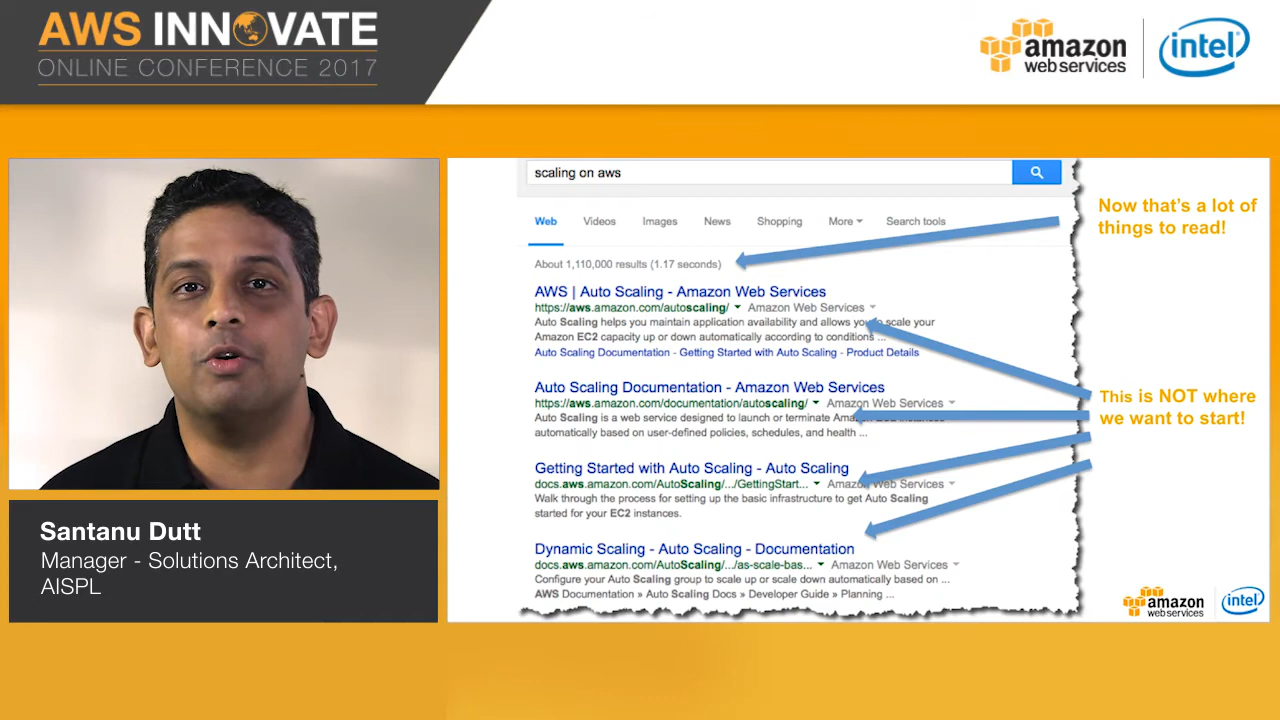 AWS INNOVATE
ONLINE CONFERENCE 2017
amazon
web services
intel
scaling on aws
Web Videos Images News Shopping More Search tools
About 1,110,000 results (1.17 seconds)
AWS | Auto Scaling - Amazon Web Services
https://aws.amazon.com/autoscaling/ Amazon Web Services
Auto Scaling helps you maintain application availability and allows you to scale your
Amazon EC2 capacity up or down automatically according to conditions ...
Auto Scaling Documentation - Getting Started with Auto Scaling - Product Details
Auto Scaling Documentation - Amazon Web Services
https://aws.amazon.com/documentation/autoscaling/ Amazon Web Services
Auto Scaling is a web service designed to launch or terminate Amazon EC2 instances
automatically based on user-defined policies, schedules, and health ...
Getting Started with Auto Scaling - Auto Scaling
docs.aws.amazon.com/AutoScaling/.../GettingStart... Amazon Web Services
Walk through the process for setting up the basic infrastructure to get Auto Scaling
started for your EC2 instances.
Dynamic Scaling - Auto Scaling - Documentation
docs.aws.amazon.com/AutoScaling/.../as-scale-bas... Amazon Web Services
Configure your Auto Scaling group to scale up or scale down automatically based on ...
AWS Documentation » Auto Scaling Docs » Developer Guide » Planning ...
Now that's a lot of
things to read!
This is NOT where
we want to start!
Santanu Dutt
Manager - Solutions Architect,
AISPL
amazon
web services
intel